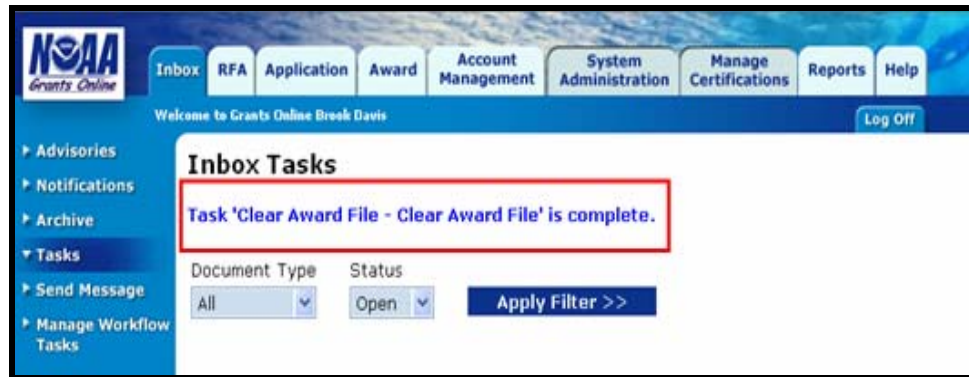 NOAA
Grants Online
Inbox
RFA
Application
Award
Account
Management
System
Administration
Manage
Certifications
Reports
Help
Welcome to Grants Online Brook Davis
Log Off
Advisories
Notifications
Archive
Tasks
Send Message
Manage Workflow
Tasks
Inbox Tasks
Task 'Clear Award File - Clear Award File' is complete.
Document Type
Status
All
Open
Apply Filter >>